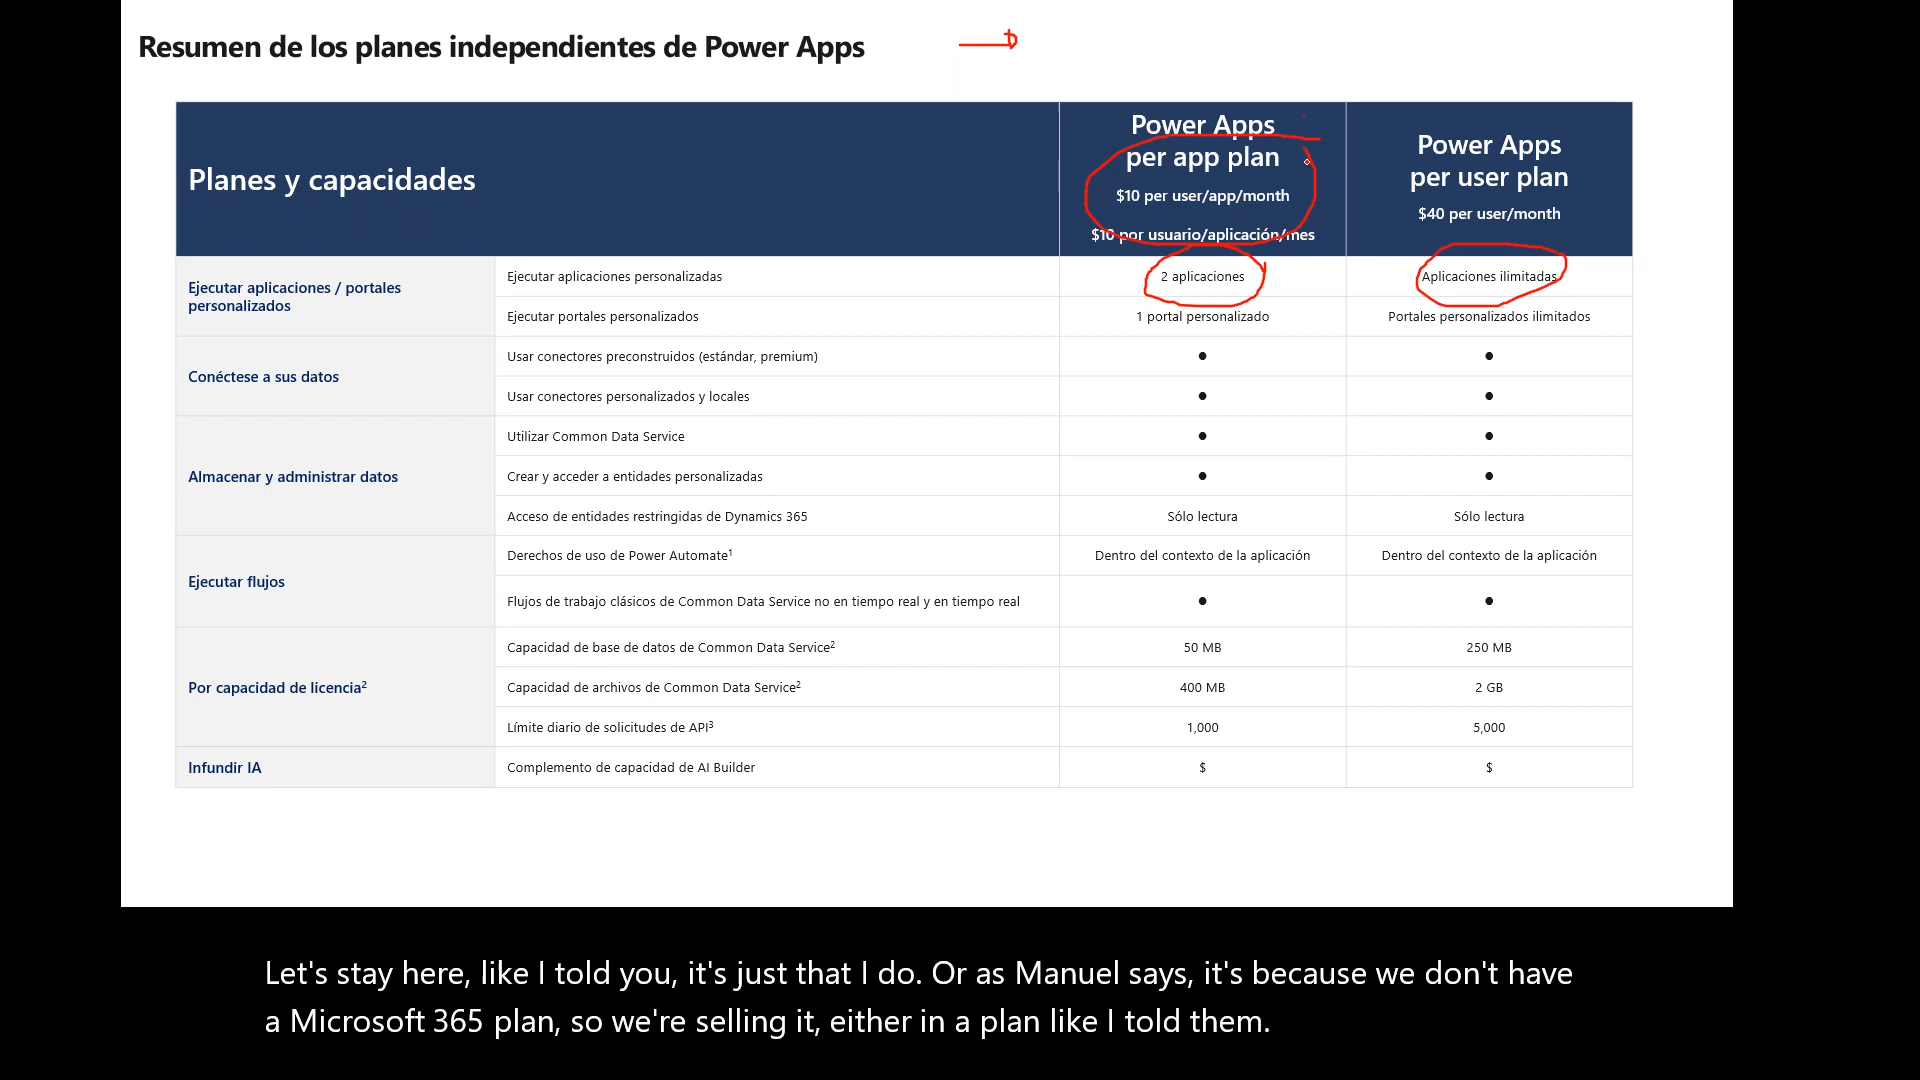 Resumen de los planes independientes de Power Apps
Planes y capacidades
Power Apps
per app plan
$10 per user/app/month
$10 por usuario/aplicación/mes
Power Apps
per user plan
$40 per user/month
Ejecutar aplicaciones / portales
personalizados
Ejecutar aplicaciones personalizadas
2 aplicaciones
Aplicaciones ilimitadas
Ejecutar portales personalizados
1 portal personalizado
Portales personalizados ilimitados
Conéctese a sus datos
Usar conectores preconstruidos (estándar, premium)
●
●
Usar conectores personalizados y locales
●
●
Almacenar y administrar datos
Utilizar Common Data Service
●
●
Crear y acceder a entidades personalizadas
●
●
Acceso de entidades restringidas de Dynamics 365
Sólo lectura
Sólo lectura
Ejecutar flujos
Derechos de uso de Power Automate¹
Dentro del contexto de la aplicación
Dentro del contexto de la aplicación
Flujos de trabajo clásicos de Common Data Service no en tiempo real y en tiempo real
●
●
Por capacidad de licencia²
Capacidad de base de datos de Common Data Service²
50 MB
250 MB
Capacidad de archivos de Common Data Service²
400 MB
2 GB
Límite diario de solicitudes de API³
1,000
5,000
Infundir IA
Complemento de capacidad de AI Builder
$
$
Let's stay here, like I told you, it's just that I do. Or as Manuel says, it's because we don't have
a Microsoft 365 plan, so we're selling it, either in a plan like I told them.